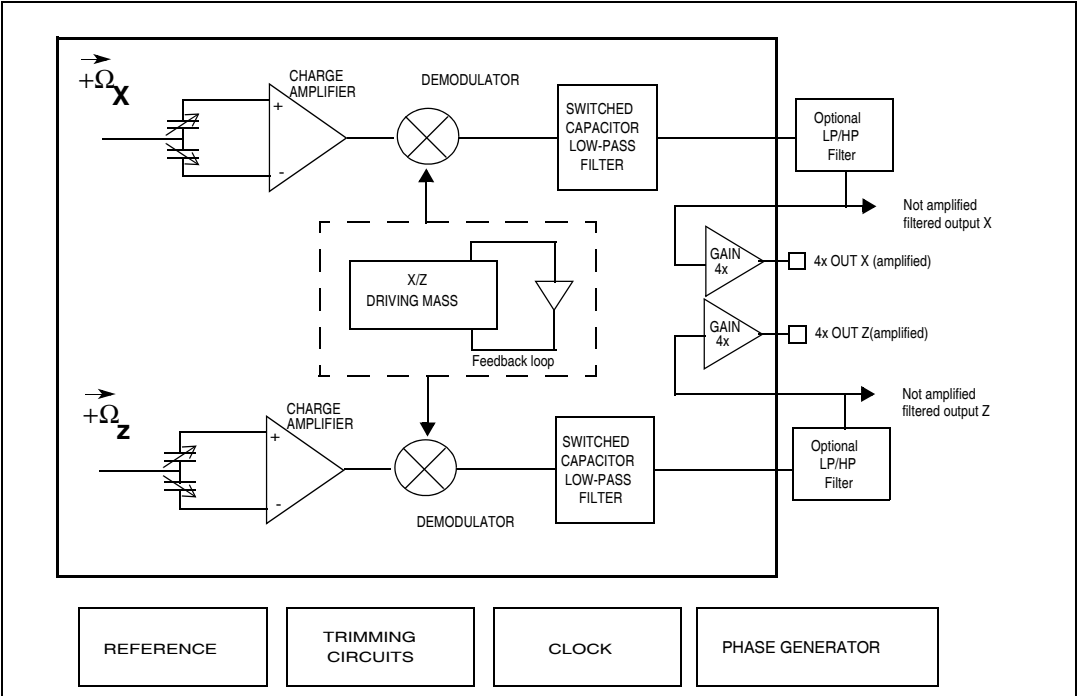 +Ω X
CHARGE
AMPLIFIER
+
-
DEMODULATOR
SWITCHED
CAPACITOR
LOW-PASS
FILTER
Optional
LP/HP
Filter
Not amplified
filtered output X
GAIN
4x
4x OUT X (amplified)
X/Z
DRIVING MASS
Feedback loop
GAIN
4x
4x OUT Z(amplified)
Not amplified
filtered output Z
+Ω z
CHARGE
AMPLIFIER
+
-
DEMODULATOR
SWITCHED
CAPACITOR
LOW-PASS
FILTER
Optional
LP/HP
Filter
REFERENCE
TRIMMING
CIRCUITS
CLOCK
PHASE GENERATOR